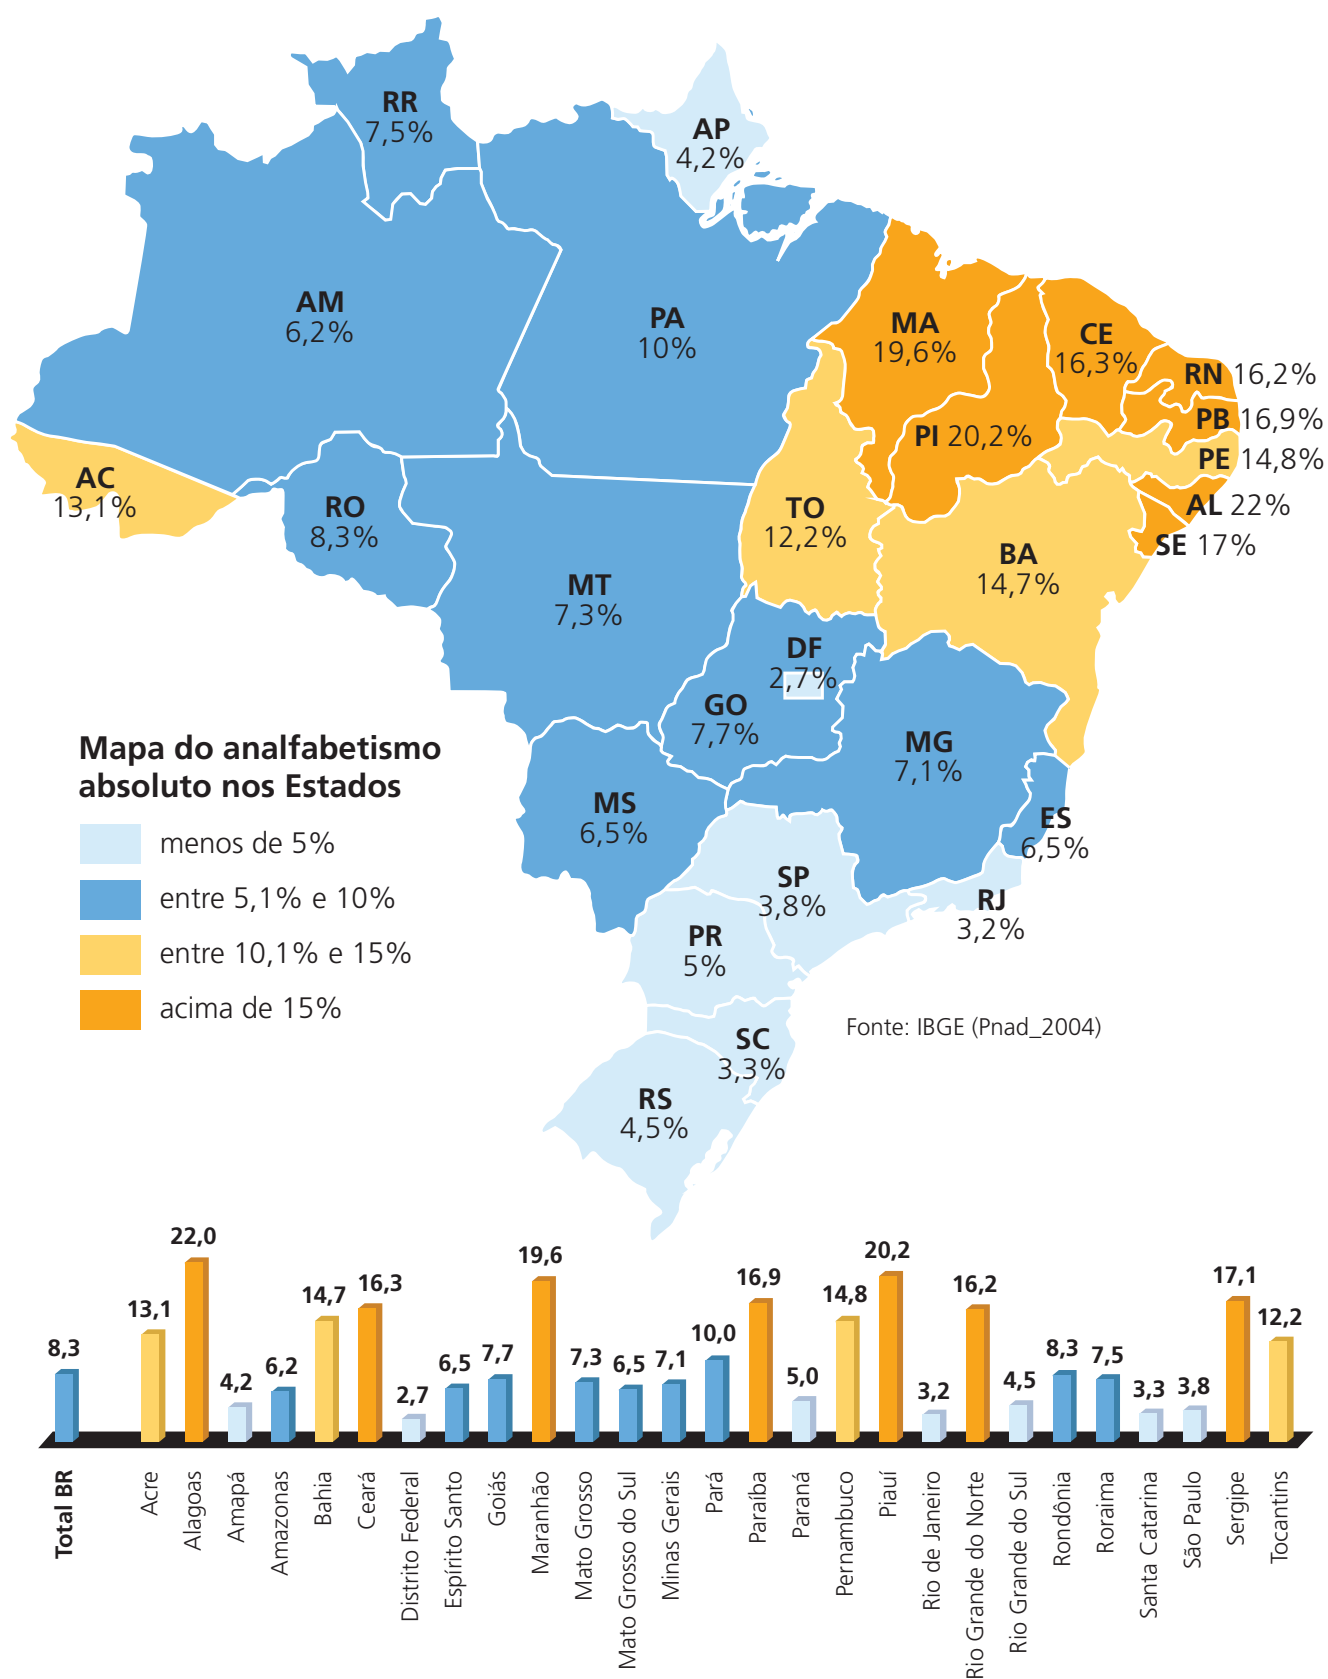 RR
7,5%
AP
4,2%
AM
6,2%
PA
10%
MA
19,6%
CE
16,3%
RN 16,2%
PB 16,9%
PI 20,2%
PE 14,8%
AC
13,1%
RO
8,3%
TO
12,2%
AL 22%
SE 17%
BA
14,7%
MT
7,3%
DF
2,7%
GO
7,7%
MG
7,1%
MS
6,5%
ES
6,5%
SP
3,8%
RJ
3,2%
PR
5%
SC
3,3%
RS
4,5%
Mapa do analfabetismo
absoluto nos Estados
menos de 5%
entre 5,1% e 10%
entre 10,1% e 15%
acima de 15%
Fonte: IBGE (Pnad_2004)
8,3
13,1
22,0
4,2
6,2
14,7
16,3
2,7
6,5
7,7
19,6
7,3
6,5
7,1
10,0
16,9
5,0
14,8
20,2
3,2
16,2
4,5
8,3
7,5
3,3
3,8
17,1
12,2
Total BR
Acre
Alagoas
Amapá
Amazonas
Bahia
Ceará
Distrito Federal
Espírito Santo
Goiás
Maranhão
Mato Grosso
Mato Grosso do Sul
Minas Gerais
Pará
Paraíba
Paraná
Pernambuco
Piauí
Rio de Janeiro
Rio Grande do Norte
Rio Grande do Sul
Rondônia
Roraima
Santa Catarina
São Paulo
Sergipe
Tocantins